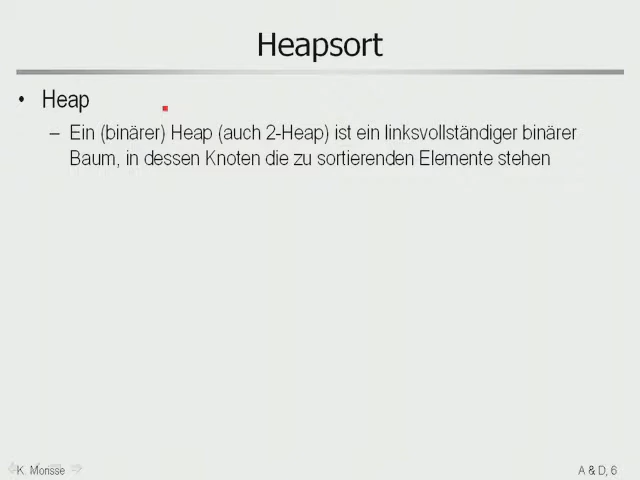 Heapsort
• Heap
– Ein (binärer) Heap (auch 2-Heap) ist ein linksvollständiger binärer
Baum, in dessen Knoten die zu sortierenden Elemente stehen
K. Morisse
A & D, 6